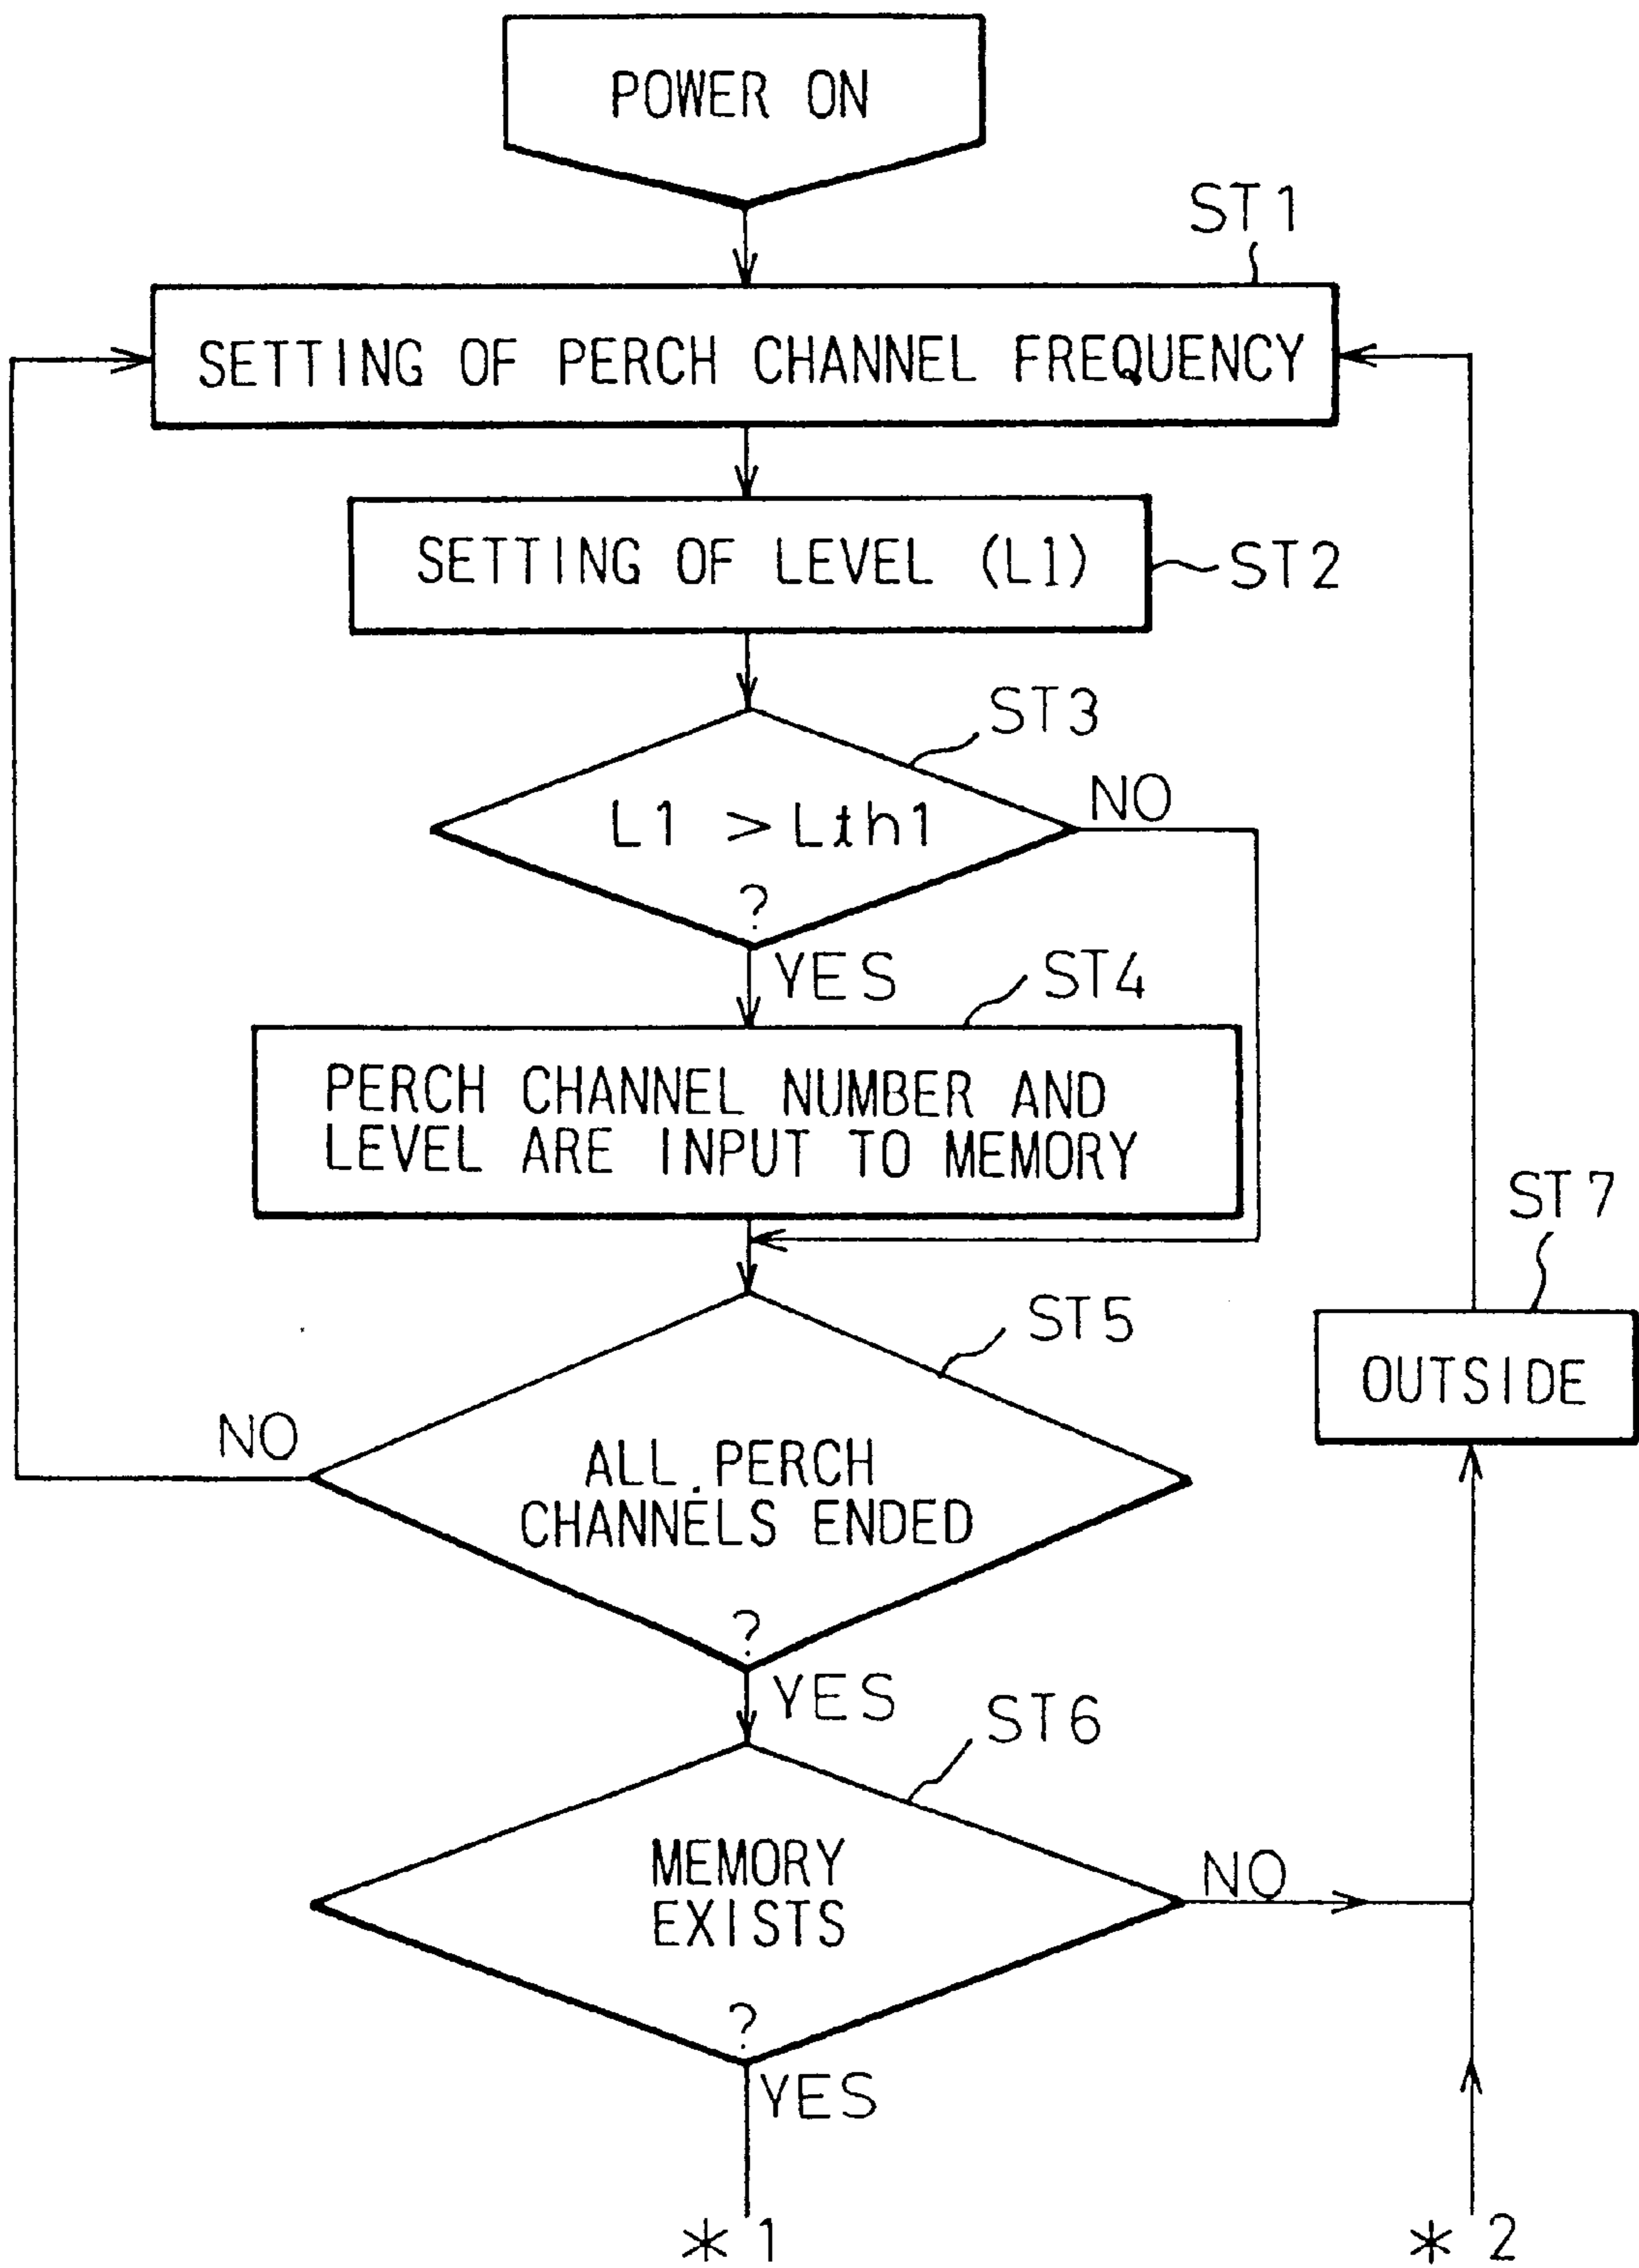 POWER ON
ST1
SETTING OF PERCH CHANNEL FREQUENCY
SETTING OF LEVEL (L1)
ST2
ST3
L1 > Lth1
?
NO
YES
ST4
PERCH CHANNEL NUMBER AND
LEVEL ARE INPUT TO MEMORY
ST7
OUTSIDE
ST5
NO
ALL PERCH
CHANNELS ENDED
?
YES
ST6
MEMORY
EXISTS
?
NO
YES
*1
*2